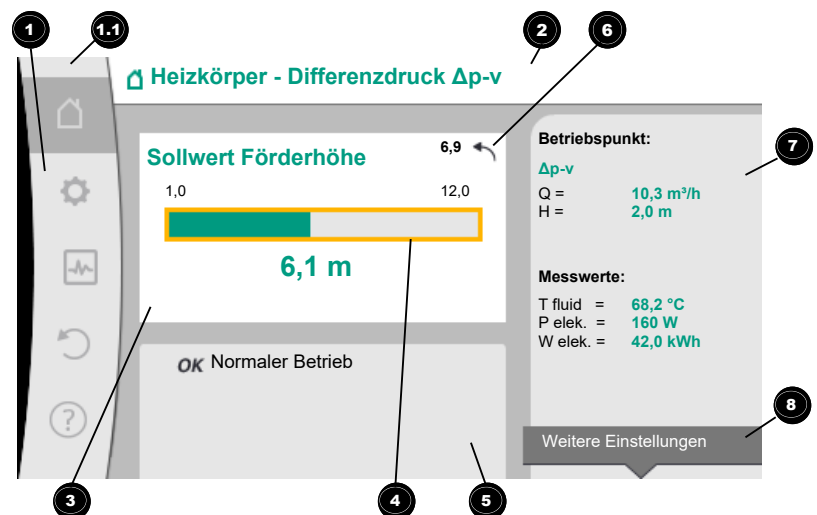 1
1.1
2
6
Heizkörper - Differenzdruck Δp-v
Sollwert Förderhöhe
6,9
1,0
12,0
6,1 m
OK Normaler Betrieb
Betriebspunkt:
Δp-v
Q = 10,3 m³/h
H = 2,0 m
Messwerte:
T fluid = 68,2 °C
P elek. = 160 W
W elek. = 42,0 kWh
Weitere Einstellungen
?
7
8
3
4
5